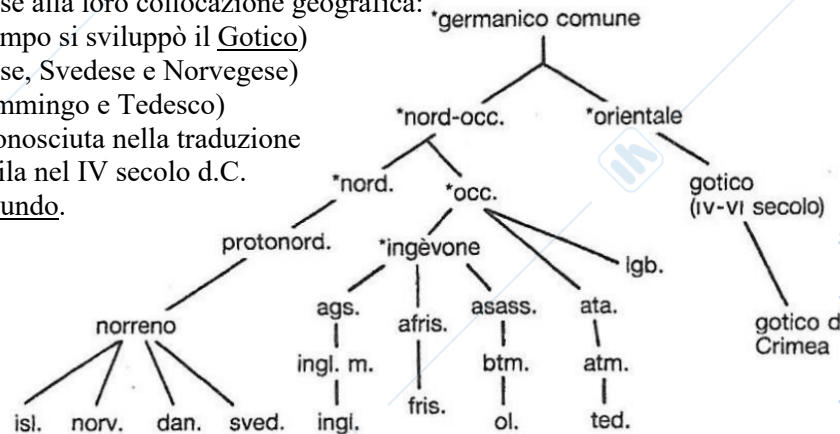 se alla loro collocazione geografica:
mpo si sviluppò il Gotico)
se, Svedese e Norvegese)
mmingo e Tedesco)
onosciuta nella traduzione
ila nel IV secolo d.C.
undo.
*germanico comune
*nord-occ. *orientale
*nord. *occ. gotico
(IV-VI secolo)
protonord. *ingèvone
lgb.
norreno ags. afris. asass. ata.
gotico d
Crimea
ingl. m. btm. atm.
isl. norv. dan. sved. ingl. fris. ol. ted.